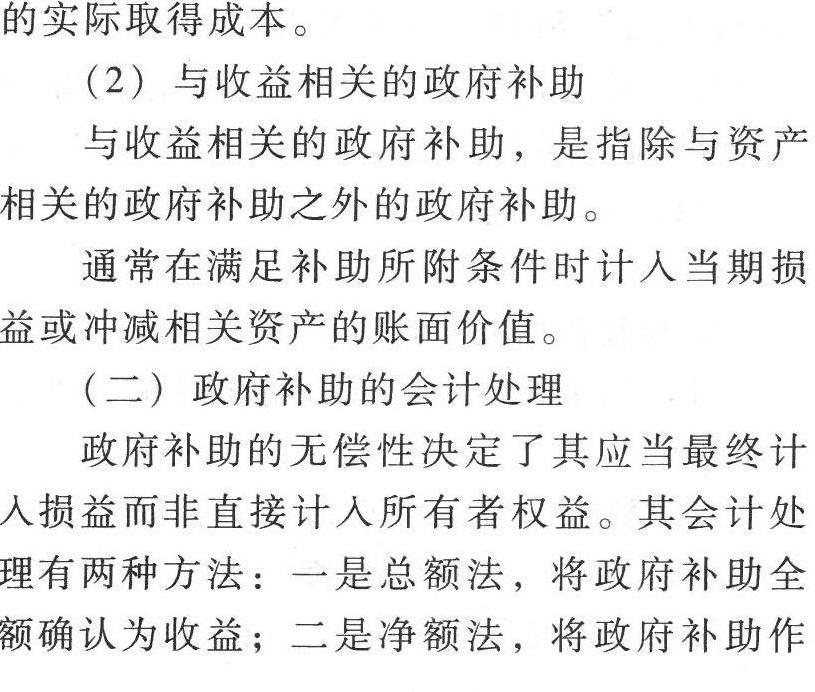 的实际取得成本。
（2）与收益相关的政府补助
与收益相关的政府补助，是指除与资产
相关的政府补助之外的政府补助。
通常在满足补助所附条件时计入当期损
益或冲减相关资产的账面价值。
（二）政府补助的会计处理
政府补助的无偿性决定了其应当最终计
入损益而非直接计入所有者权益。其会计处
理有两种方法：一是总额法，将政府补助全
额确认为收益；二是净额法，将政府补助作